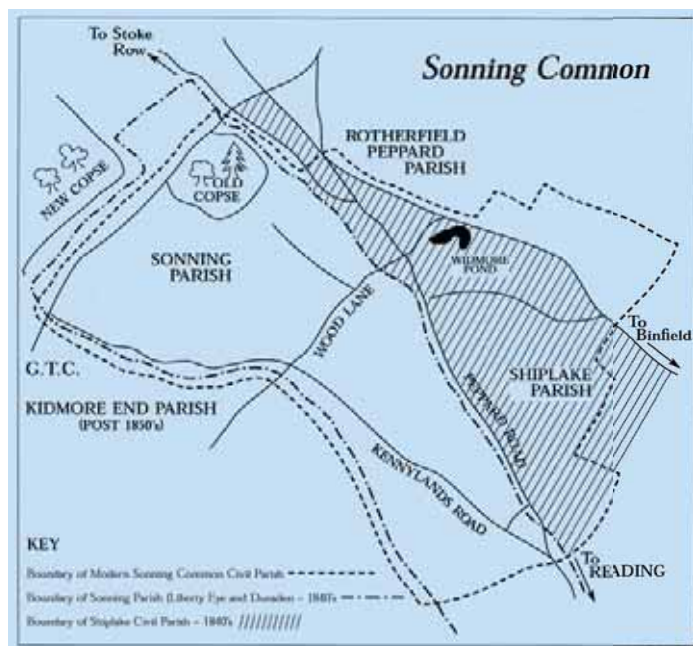 To Stoke
Row
Sonning Common
ROTHERFIELD
PEPPARD
PARISH
NEW COPSE
OLD
COPSE
WIDMORE
POND
SONNING
PARISH
WOOD LANE
To
Binfield
G.T.C.
SHIPLAKE
PARISH
PEPPARD ROAD
KIDMORE END PARISH
(POST 1850's)
KENNYLANDS ROAD
KEY
To
READING
Boundary of Modern Sonning Common Civil Parish
Boundary of Sonning Parish (Liberty Eye and Dunsden - 1840's
Boundary of Shiplake Civil Parish - 1840's